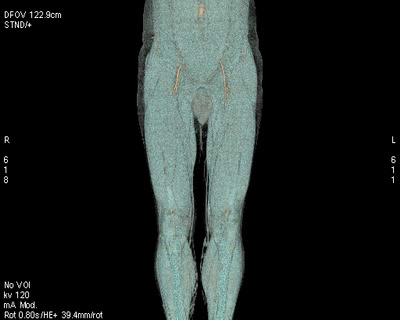 DFOV 122.9cm
STND/+
R
L
6
1
8
6
1
1
No VOI
kv 120
mA Mod.
Rot 0.80s/HE+ 39.4mm/rot